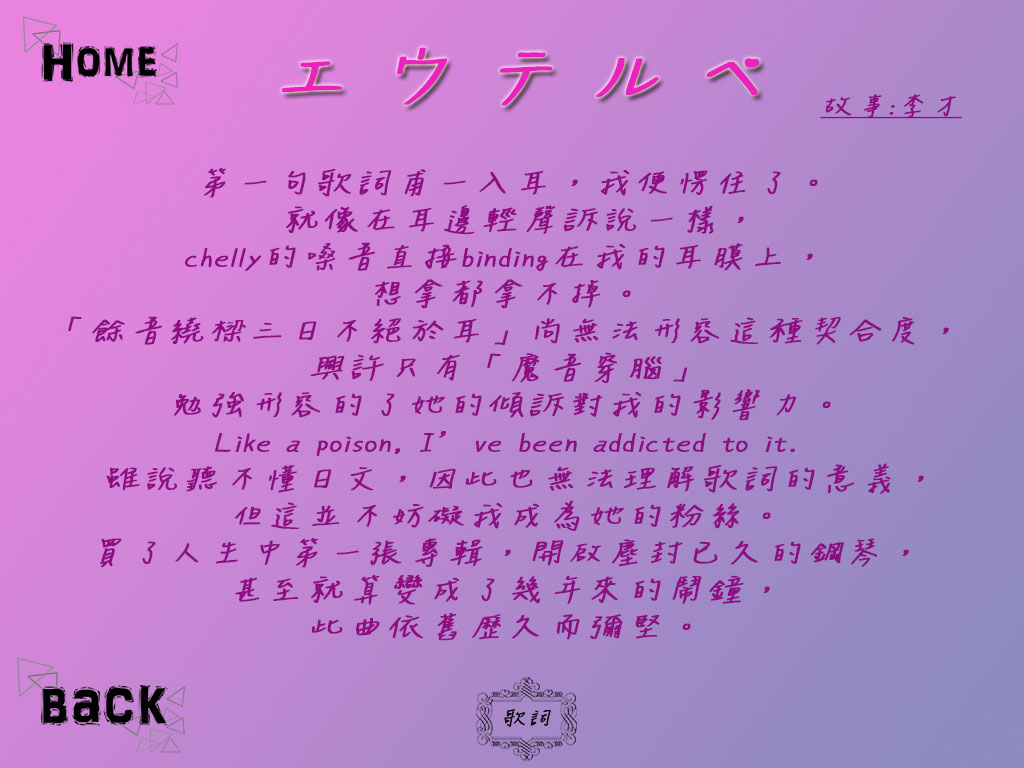 HOME
エウテルペ
故事:李才
第一句歌詞甫一入耳，我便愣住了。
就像在耳邊輕聲訴說一樣，
chelly的嗓音直接binding在我的耳膜上，
想拿都拿不掉。
「餘音繞樑三日不絕於耳」尚無法形容這種契合度，
興許只有「魔音穿腦」
勉強形容的了她的傾訴對我的影響力。
Like a poison, I’ve been addicted to it.
雖說聽不懂日文，因此也無法理解歌詞的意義，
但這並不妨礙我成為她的粉絲。
買了人生中第一張專輯，開啟塵封已久的鋼琴，
甚至就算變成了幾年來的鬧鐘，
此曲依舊歷久而彌堅。
BaCK
歌詞